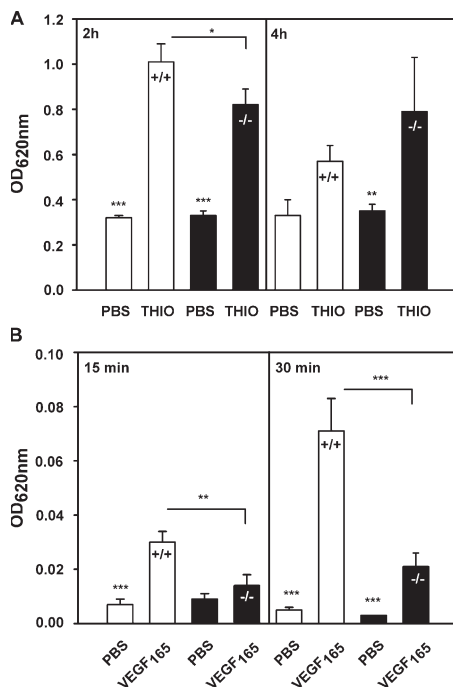 A
2h
4h
*
+/+
-/-
-/-
+/+
***
***
**
OD620nm
1.0
0.8
0.6
0.4
0.2
0.0
PBS THIO PBS THIO PBS THIO PBS THIO
B
15 min
30 min
***
+/+
**
+/+
***
-/-
-/-
***
***
OD620nm
0.10
0.08
0.06
0.04
0.02
0.00
PBS VEGF165 PBS VEGF165 PBS VEGF165 PBS VEGF165